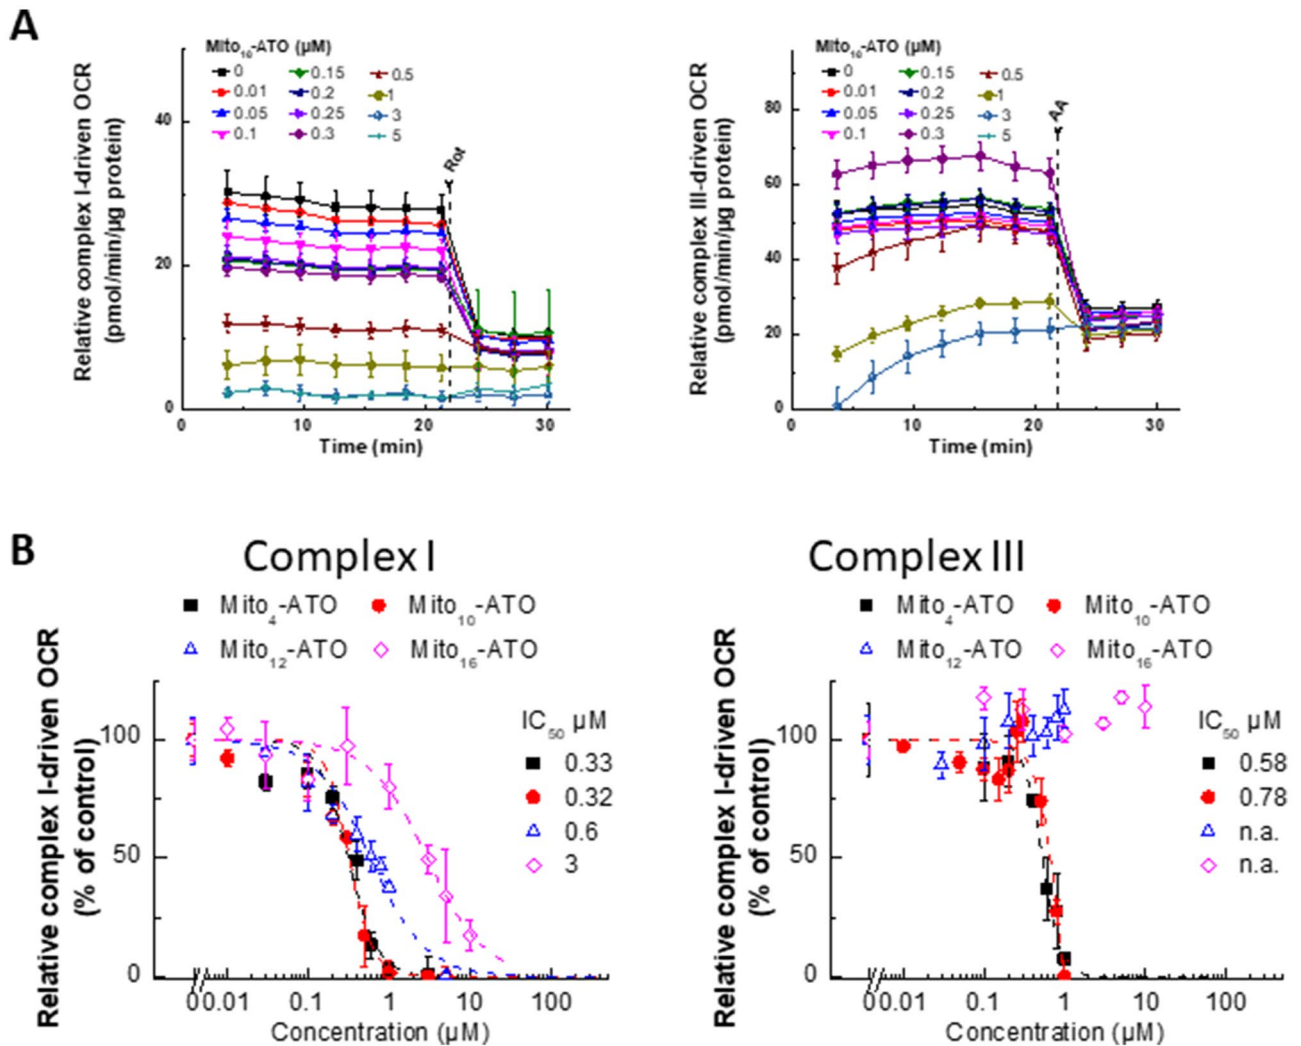 A
Mito10-ATO (µM)
0 0.15 0.5
0.01 0.2 1
0.05 0.25 3
0.1 0.3 5
Relative complex I-driven OCR
(pmol/min/µg protein)
Rot
40
20
0
0 10 20 30
Time (min)
Mito10-ATO (µM)
0 0.15 0.5
0.01 0.2 1
0.05 0.25 3
0.1 0.3 5
Relative complex III-driven OCR
(pmol/min/µg protein)
AA
80
60
40
20
0
0 10 20 30
Time (min)
B
Complex I
Mito4-ATO Mito10-ATO
Mito12-ATO Mito16-ATO
Relative complex I-driven OCR
(% of control)
100
50
0
IC50 µM
0.33
0.32
0.6
3
0 0.01 0.1 1 10 100
Concentration (µM)
Complex III
Mito4-ATO Mito10-ATO
Mito12-ATO Mito16-ATO
Relative complex I-driven OCR
(% of control)
100
50
0
IC50 µM
0.58
0.78
n.a.
n.a.
0 0.01 0.1 1 10 100
Concentration (µM)